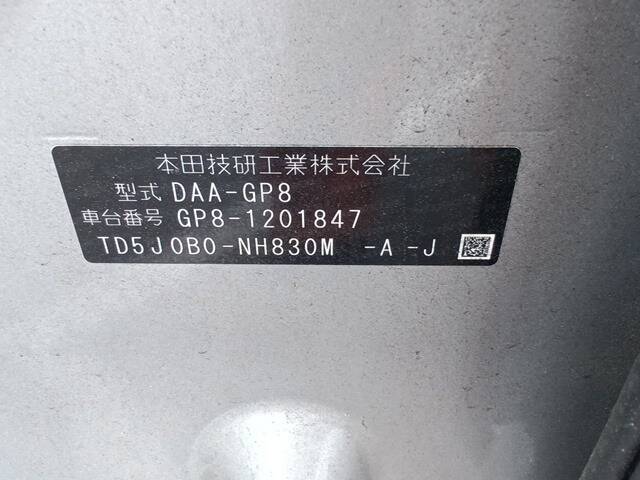 本田技研工業株式会社
型式 DAA-GP8
車台番号 GP8-1201847
TD5J0B0-NH830M -A -J